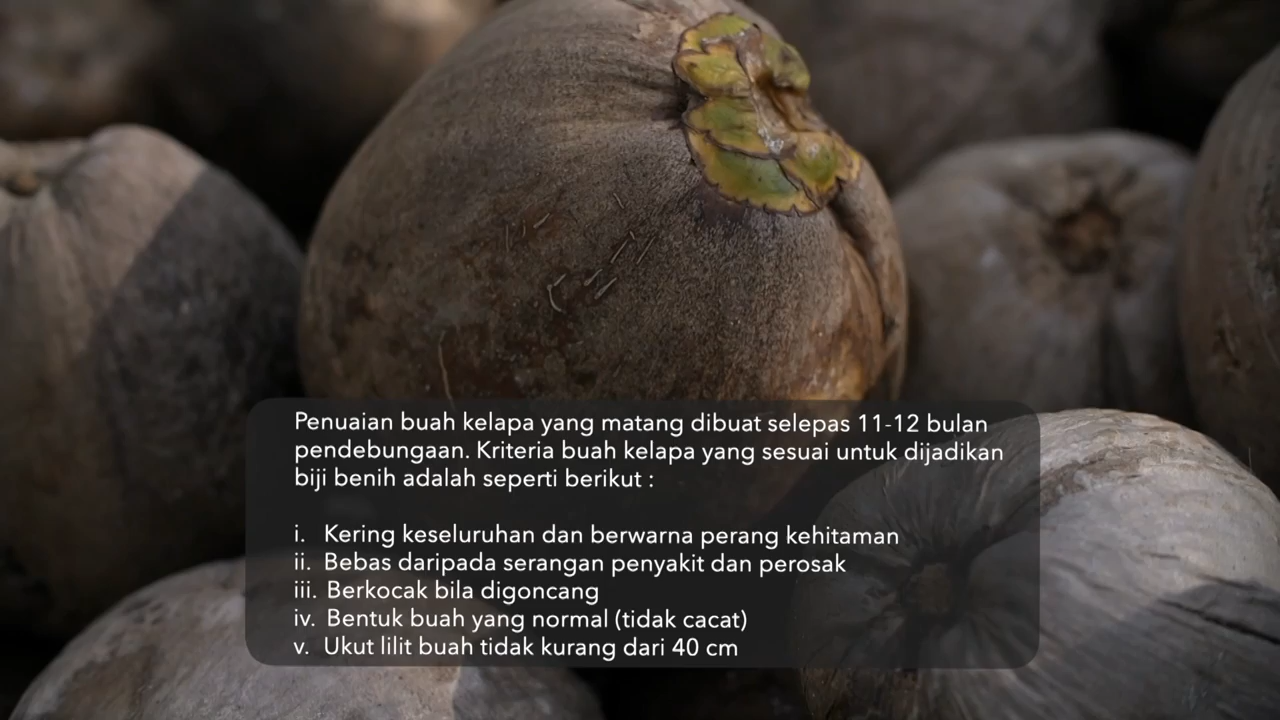 Penuaian buah kelapa yang matang dibuat selepas 11-12 bulan
pendebungaan. Kriteria buah kelapa yang sesuai untuk dijadikan
biji benih adalah seperti berikut :
i. Kering keseluruhan dan berwarna perang kehitaman
ii. Bebas daripada serangan penyakit dan perosak
iii. Berkocak bila digoncang
iv. Bentuk buah yang normal (tidak cacat)
v. Ukut lilit buah tidak kurang dari 40 cm